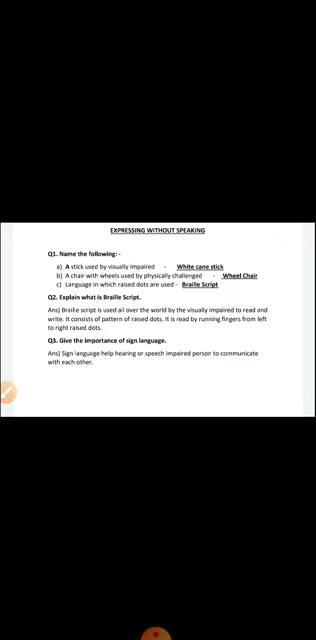 EXPRESSING WITHOUT SPEAKING
Q1. Name the following: -
a) A stick used by visually impaired - White cane stick
b) A chair with wheels used by physically challenged - Wheel Chair
c) Language in which raised dots are used - Braille Script
Q2. Explain what is Braille Script.
Ans) Braille script is used all over the world by the visually impaired to read and
write. It consists of pattern of raised dots. It is read by running fingers from left
to right raised dots.
Q3. Give the importance of sign language.
Ans) Sign language help hearing or speech impaired person to communicate
with each other.